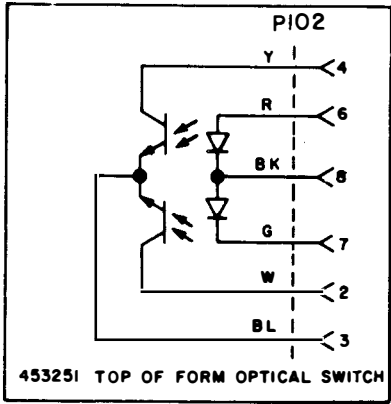 P102
Y 4
R 6
BK 8
G 7
W 2
BL 3
453251 TOP OF FORM OPTICAL SWITCH